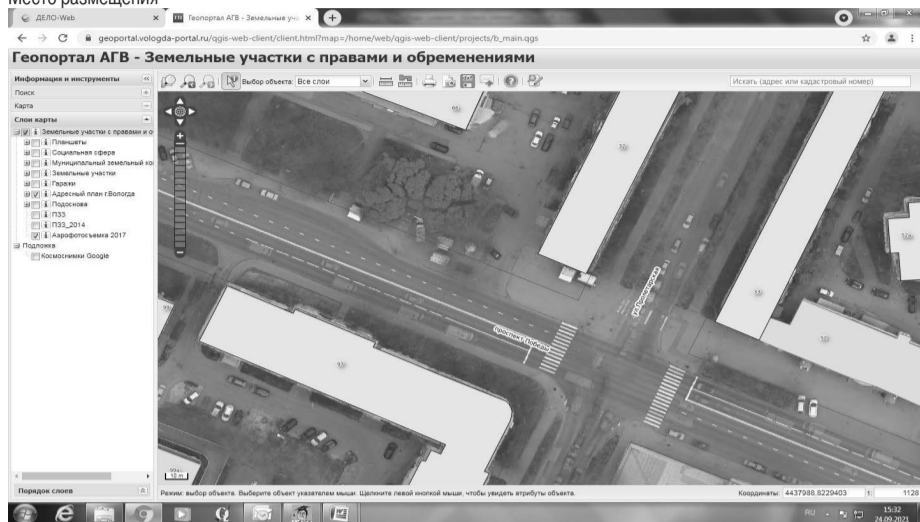 Место размещения
ДЕЛО-Web
Геопортал АГВ - Земельные уч
geoportal.vologda-portal.ru/qgis-web-client/client.html?map=/home/web/qgis-web-client/projects/b_main.qgs
Геопортал АГВ - Земельные участки с правами и обременениями
Информация и инструменты
Выбор объекта: Все слои
Искать (адрес или кадастровый номер)
Поиск
Карта
Слои карты
Земельные участки с правами и о
Планшеты
Социальная сфера
Муниципальный земельный ко
Земельные участки
Гаражи
Адресный план г.Вологда
Подоснова
ПЗЗ
ПЗЗ_2014
Аэрофотосъемка 2017
Подложка
Космоснимки Google
ул.Пролетарская
проспект Победы
10 m
Порядок слоев
Режим: выбор объекта. Выберите объект указателем мыши. Щелкните левой кнопкой мыши, чтобы увидеть атрибуты объекта.
Координаты: 4437988.8229403
1: 1128
RU
15:32
24.09.2021